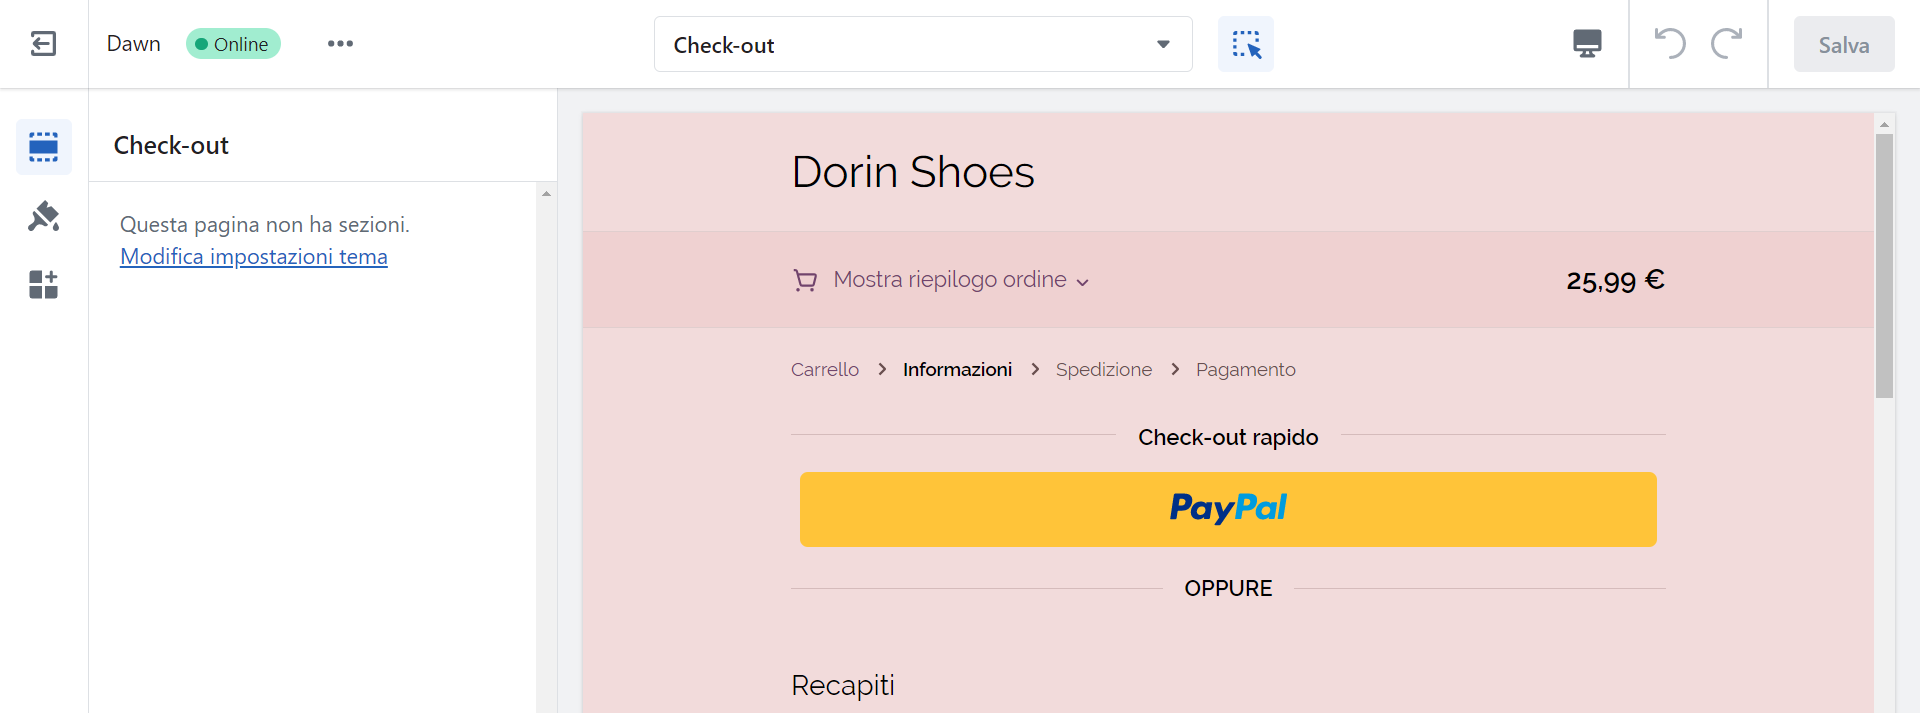 Dawn
Online
Check-out
Salva
Check-out
Questa pagina non ha sezioni.
Modifica impostazioni tema
Dorin Shoes
Mostra riepilogo ordine
25,99 €
Carrello > Informazioni > Spedizione > Pagamento
Check-out rapido
PayPal
OPPURE
Recapiti